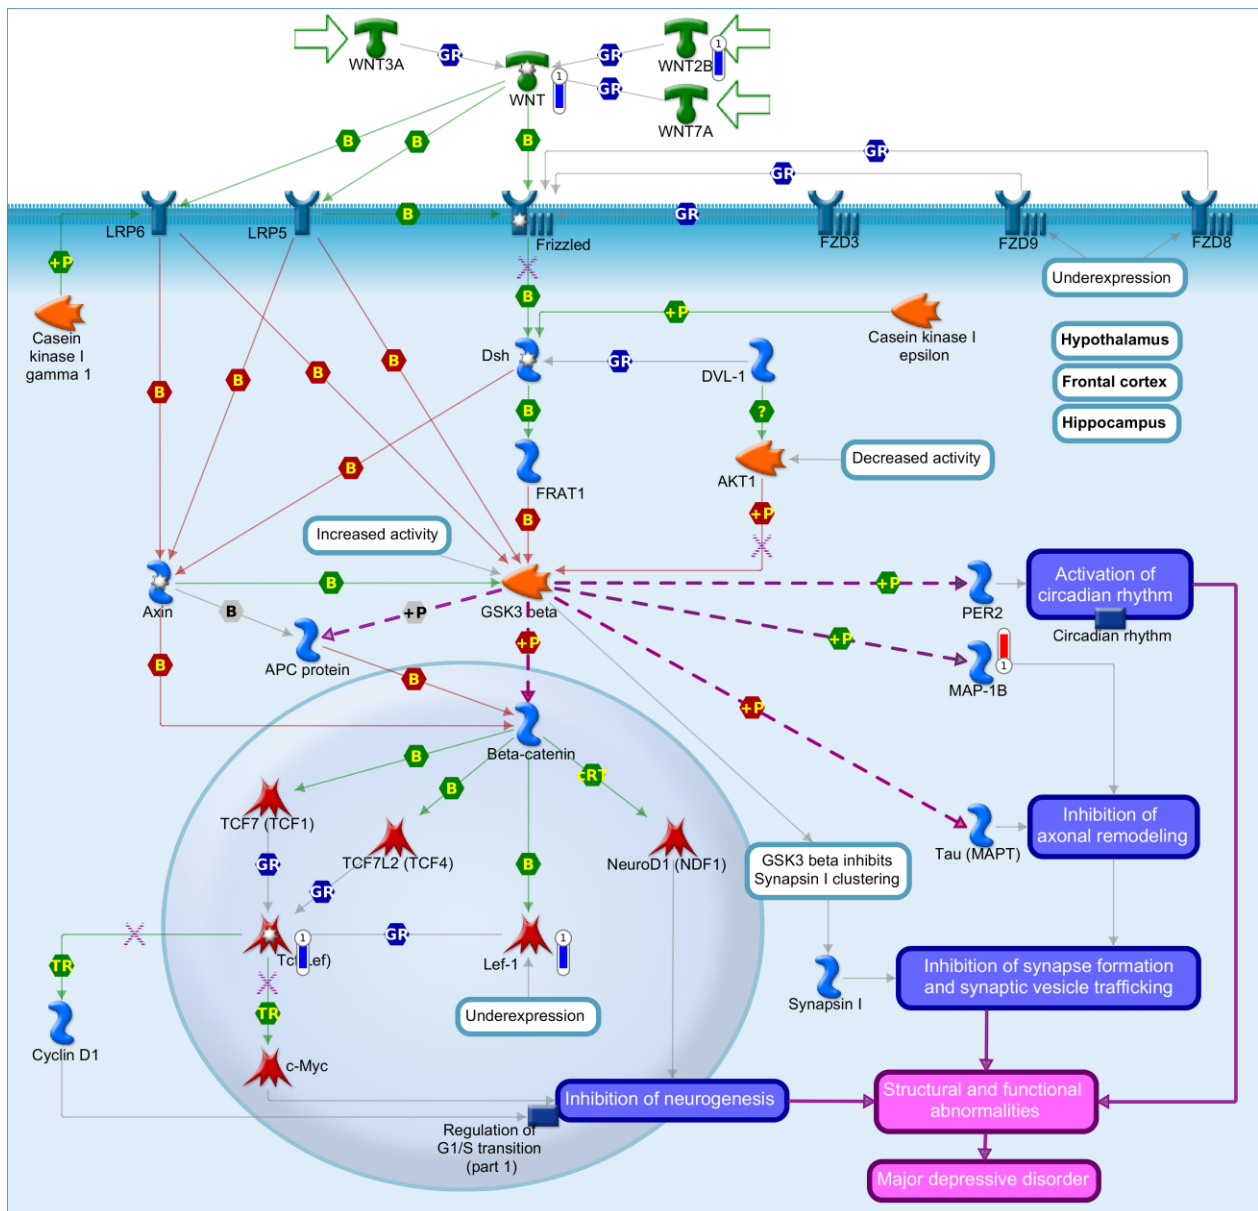 WNT3A
GR
WNT
1
GR
WNT2B
1
GR
WNT7A
B
B
B
GR
GR
LRP6
LRP5
B
Frizzled
GR
FZD3
FZD9
FZD8
+P
Underexpression
Casein
kinase I
gamma 1
B
+P
Casein kinase I
epsilon
Hypothalamus
Frontal cortex
Hippocampus
Dsh
GR
DVL-1
B
B
B
B
?
B
FRAT1
AKT1
Decreased activity
B
+P
Increased activity
Axin
B
GSK3 beta
+P
PER2
Activation of
circadian rhythm
Circadian rhythm
B
+P
APC protein
+P
+P
MAP-1B
1
B
B
+P
Beta-catenin
B
B
cRT
B
TCF7 (TCF1)
TCF7L2 (TCF4)
NeuroD1 (NDF1)
GR
GR
GSK3 beta inhibits
Synapsin I clustering
Tau (MAPT)
Inhibition of
axonal remodeling
1
GR
Lef-1
1
TR
TR
Underexpression
Synapsin I
Inhibition of synapse formation
and synaptic vesicle trafficking
Cyclin D1
c-Myc
Inhibition of neurogenesis
Regulation of
G1/S transition
(part 1)
Structural and functional
abnormalities
Major depressive disorder